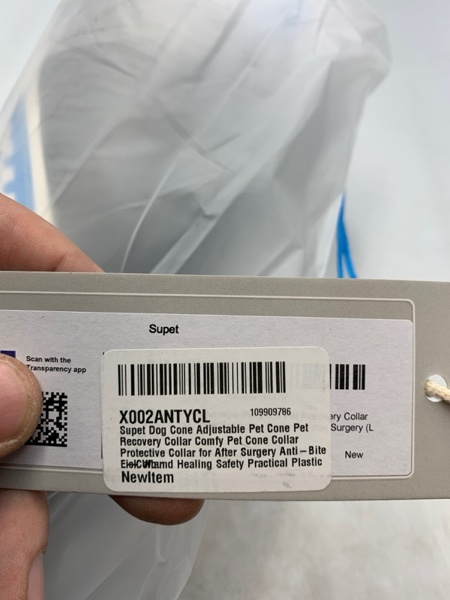 Supet
Scan with the
Transparency app
X002ANTYCL
109909786
Supet Dog Cone Adjustable Pet Cone Pet
Recovery Collar Comfy Pet Cone Collar
Protective Collar for After Surgery Anti-Bite
Healing Safety Practical Plastic
NewItem
ery Collar
Surgery (L
New